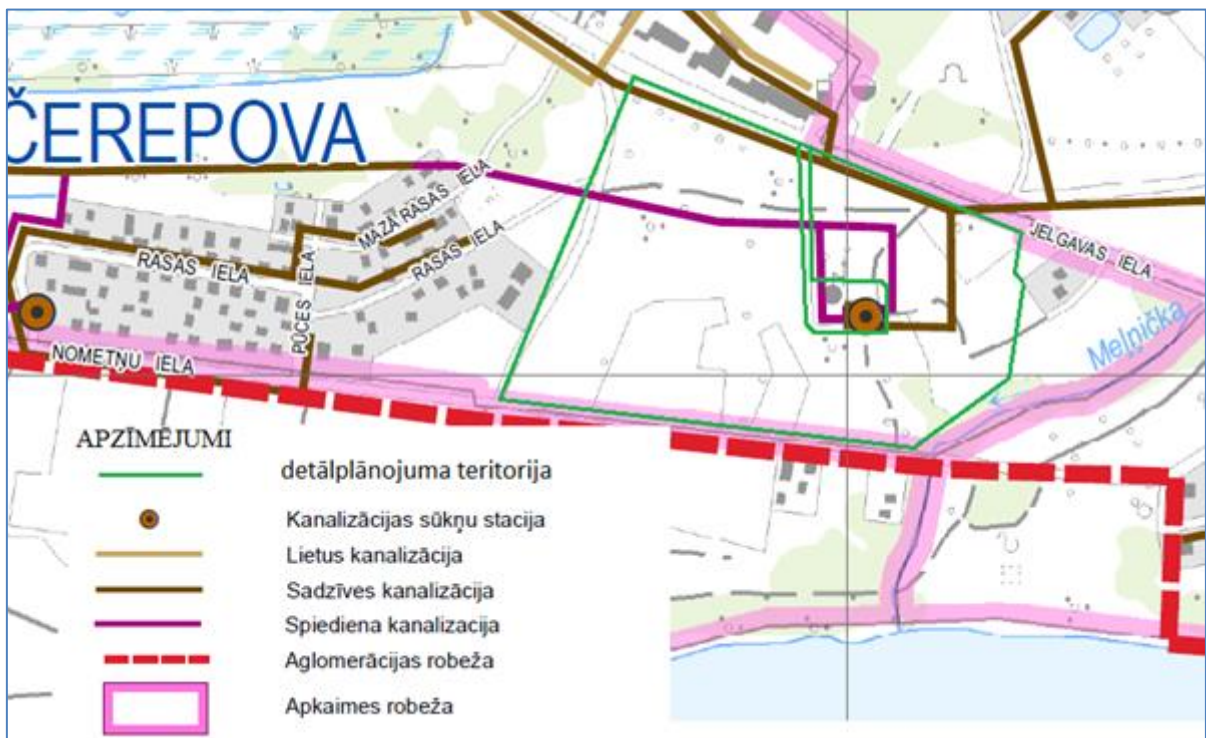 ČEREPOVA
MAZĀ RASAS IELA
RASAS IELA
RASAS IELA
PŪCES IELA
JELGAVAS IELA
Meļņička
NOMETŅU IELA
APZĪMĒJUMI
detālplānojuma teritorija
Kanalizācijas sūkņu stacija
Lietus kanalizācija
Sadzīves kanalizācija
Spiediena kanalizacija
Aglomerācijas robeža
Apkaimes robeža